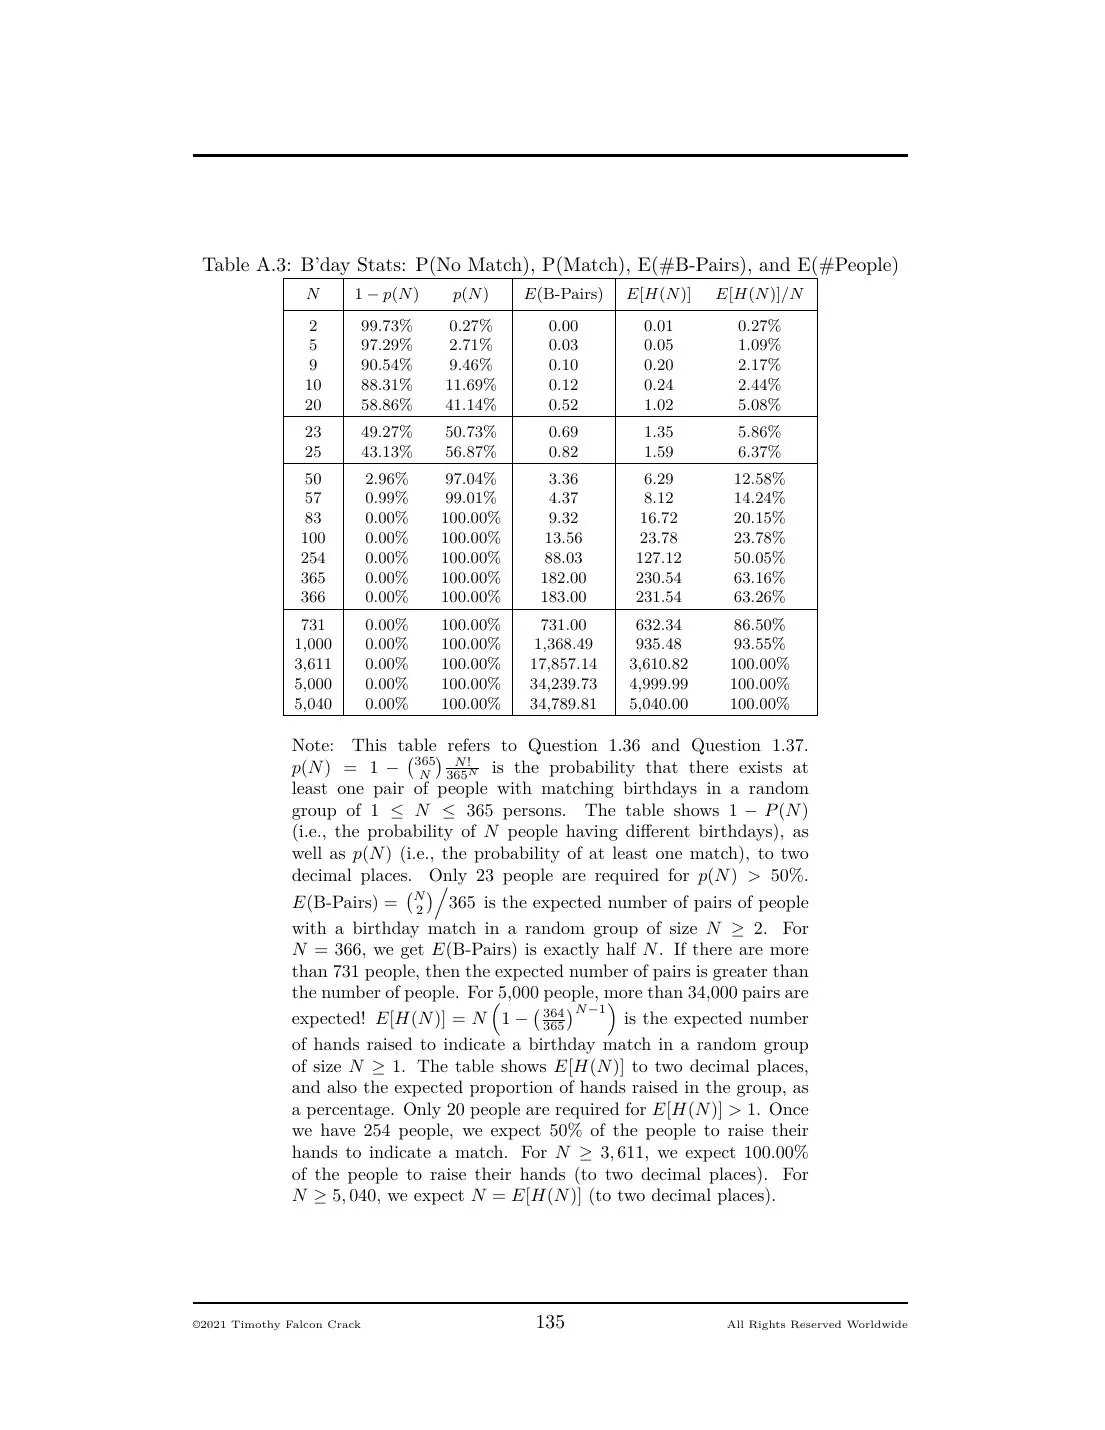 Table A.3: B'day Stats: P(No Match), P(Match), E(#B-Pairs), and E(#People)
N 1 − p(N) p(N) E(B-Pairs) E[H(N)] E[H(N)]/N
2 99.73% 0.27% 0.00 0.01 0.27%
5 97.29% 2.71% 0.03 0.05 1.09%
9 90.54% 9.46% 0.10 0.20 2.17%
10 88.31% 11.69% 0.12 0.24 2.44%
20 58.86% 41.14% 0.52 1.02 5.08%
23 49.27% 50.73% 0.69 1.35 5.86%
25 43.13% 56.87% 0.82 1.59 6.37%
50 2.96% 97.04% 3.36 6.29 12.58%
57 0.99% 99.01% 4.37 8.12 14.24%
83 0.00% 100.00% 9.32 16.72 20.15%
100 0.00% 100.00% 13.56 23.78 23.78%
254 0.00% 100.00% 88.03 127.12 50.05%
365 0.00% 100.00% 182.00 230.54 63.16%
366 0.00% 100.00% 183.00 231.54 63.26%
731 0.00% 100.00% 731.00 632.34 86.50%
1,000 0.00% 100.00% 1,368.49 935.48 93.55%
3,611 0.00% 100.00% 17,857.14 3,610.82 100.00%
5,000 0.00% 100.00% 34,239.73 4,999.99 100.00%
5,040 0.00% 100.00% 34,789.81 5,040.00 100.00%
Note: This table refers to Question 1.36 and Question 1.37.
p(N) = 1 − (365 N) N!/365^N is the probability that there exists at
least one pair of people with matching birthdays in a random
group of 1 ≤ N ≤ 365 persons. The table shows 1 − P(N)
(i.e., the probability of N people having different birthdays), as
well as p(N) (i.e., the probability of at least one match), to two
decimal places. Only 23 people are required for p(N) > 50%.
E(B-Pairs) = (N 2)/365 is the expected number of pairs of people
with a birthday match in a random group of size N ≥ 2. For
N = 366, we get E(B-Pairs) is exactly half N. If there are more
than 731 people, then the expected number of pairs is greater than
the number of people. For 5,000 people, more than 34,000 pairs are
expected! E[H(N)] = N(1 − (364/365)^N−1) is the expected number
of hands raised to indicate a birthday match in a random group
of size N ≥ 1. The table shows E[H(N)] to two decimal places,
and also the expected proportion of hands raised in the group, as
a percentage. Only 20 people are required for E[H(N)] > 1. Once
we have 254 people, we expect 50% of the people to raise their
hands to indicate a match. For N ≥ 3,611, we expect 100.00%
of the people to raise their hands (to two decimal places). For
N ≥ 5,040, we expect N = E[H(N)] (to two decimal places).
©2021 Timothy Falcon Crack 135 All Rights Reserved Worldwide